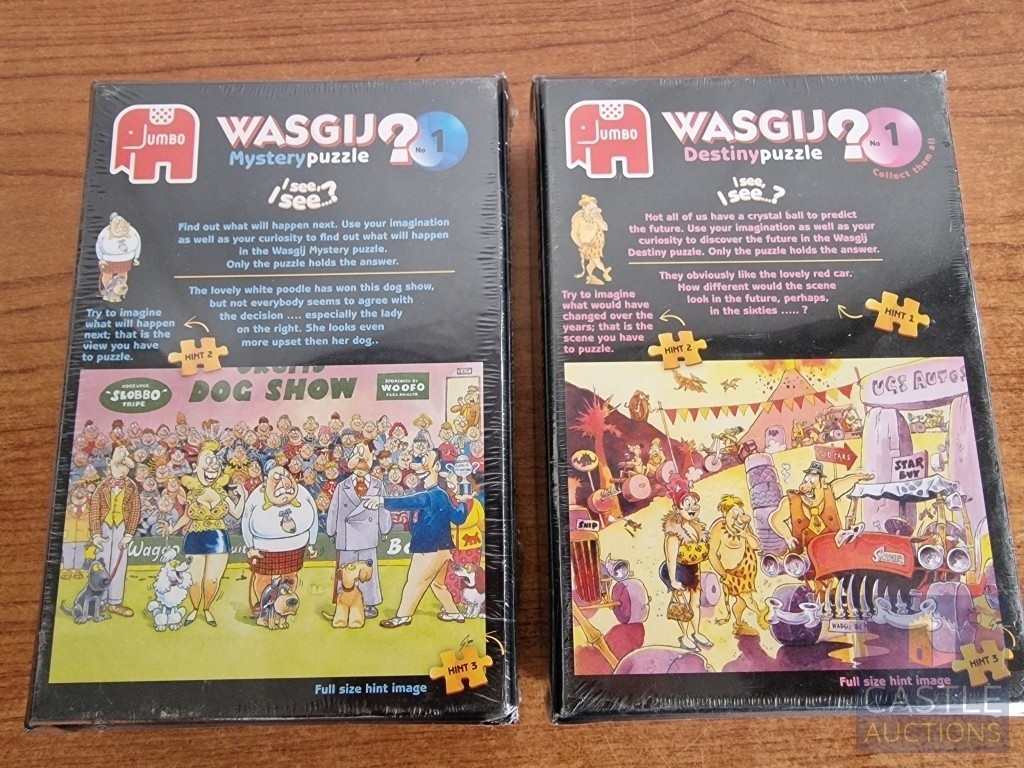 JUMBO
WASGIJ?
Mysterypuzzle
No 1
I see,
I see...?
Find out what will happen next. Use your imagination
as well as your curiosity to find out what will happen
in the Wasgij Mystery puzzle.
Only the puzzle holds the answer.
The lovely white poodle has won this dog show,
but not everybody seems to agree with
the decision .... especially the lady
on the right. She looks even
more upset then her dog..
Try to imagine
what will happen
next; that is the
view you have
to puzzle.
HINT 2
"SLOBBO"
TRIPE
DOG SHOW
SPONSORED BY
WOOFO
HINT 3
Full size hint image
JUMBO
WASGIJ?
Destinypuzzle
No 1
Collect them all
I see,
I see...?
Not all of us have a crystal ball to predict
the future. Use your imagination as well as your
curiosity to discover the future in the Wasgij
Destiny puzzle. Only the puzzle holds the answer.
They obviously like the lovely red car.
How different would the scene
look in the future, perhaps,
in the sixties ..... ?
HINT 1
Try to imagine
what would have
changed over the
years; that is the
scene you have
to puzzle.
HINT 2
UGS AUTOS
STAR
BUY
SNIP
HINT 3
Full size hint image
CASTLE
AUCTIONS